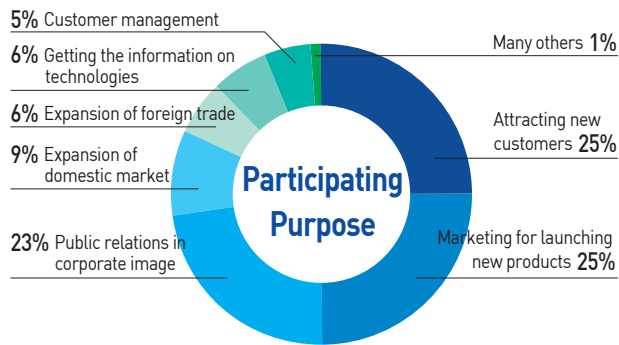 5% Customer management
6% Getting the information on
technologies
6% Expansion of foreign trade
9% Expansion of
domestic market
23% Public relations in
corporate image
Participating
Purpose
Many others 1%
Attracting new
customers 25%
Marketing for launching
new products 25%